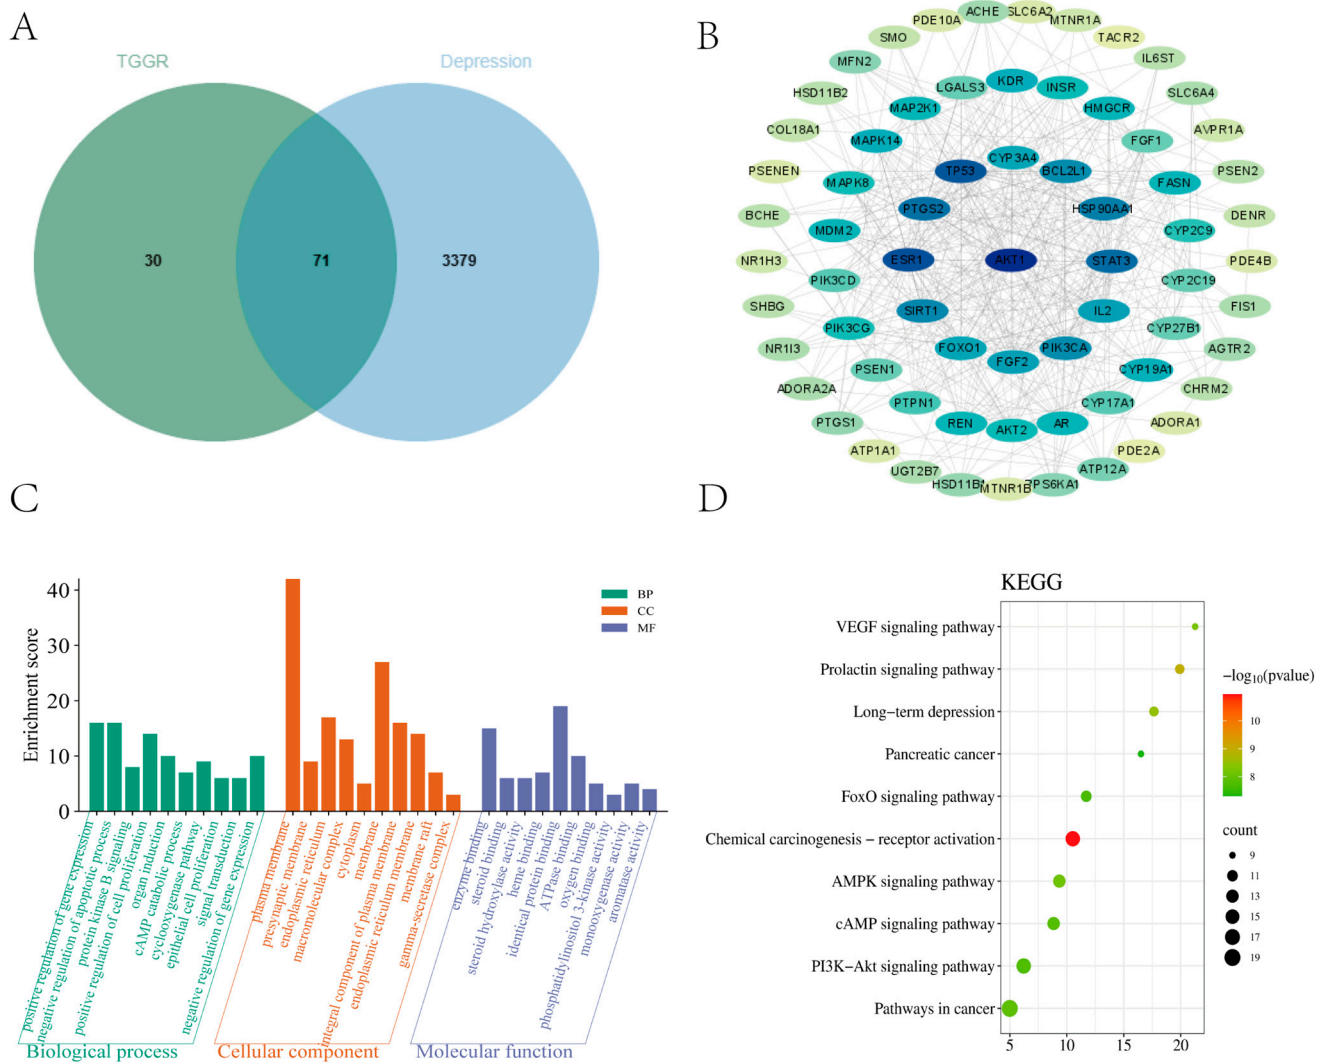 A
TGGR
Depression
30
71
3379
B
ACHE
SLC6A2
PDE10A
MTNR1A
SMO
TACR2
MFN2
IL6ST
LGALS3
KDR
INSR
HSD11B2
SLC6A4
MAP2K1
HMGCR
COL18A1
AVPR1A
MAPK14
FGF1
CYP3A4
PSENEN
TP53
BCL2L1
PSEN2
MAPK8
FASN
BCHE
PTGS2
HSP90AA1
DENR
MDM2
CYP2C9
NR1H3
ESR1
AKT1
STAT3
PDE4B
PIK3CD
CYP2C19
SHBG
SIRT1
IL2
FIS1
PIK3CG
CYP27B1
NR1I3
FOXO1
FGF2
PIK3CA
AGTR2
PSEN1
CYP19A1
ADORA2A
CHRM2
PTPN1
CYP17A1
PTGS1
REN
AKT2
AR
ADORA1
ATP1A1
PDE2A
UGT2B7
ATP12A
HSD11B1
MTNR1B
RPS6KA1
C
Enrichment score
40
30
20
10
0
BP
CC
MF
positive regulation of gene expression
negative regulation of apoptotic process
protein kinase B signaling
positive regulation of cell proliferation
organ induction
cAMP catabolic process
cyclooxygenase pathway
epithelial cell proliferation
signal transduction
negative regulation of gene expression
plasma membrane
presynaptic membrane
endoplasmic reticulum
macromolecular complex
cytoplasm
membrane
integral component of plasma membrane
endoplasmic reticulum membrane
membrane raft
gamma-secretase complex
enzyme binding
steroid binding
steroid hydroxylase activity
heme binding
identical protein binding
ATPase binding
oxygen binding
phosphatidylinositol 3-kinase activity
monooxygenase activity
aromatase activity
Biological process
Cellular component
Molecular function
D
KEGG
VEGF signaling pathway
Prolactin signaling pathway
Long−term depression
Pancreatic cancer
FoxO signaling pathway
Chemical carcinogenesis − receptor activation
AMPK signaling pathway
cAMP signaling pathway
PI3K−Akt signaling pathway
Pathways in cancer
5
10
15
20
−log10(pvalue)
10
9
8
count
9
11
13
15
17
19